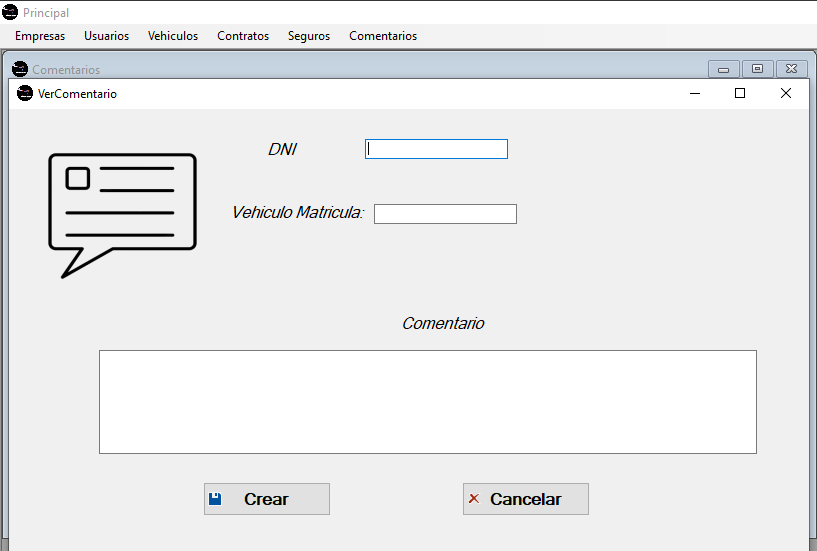 Principal
Empresas Usuarios Vehiculos Contratos Seguros Comentarios
Comentarios
VerComentario
DNI
Vehiculo Matricula:
Comentario
Crear Cancelar